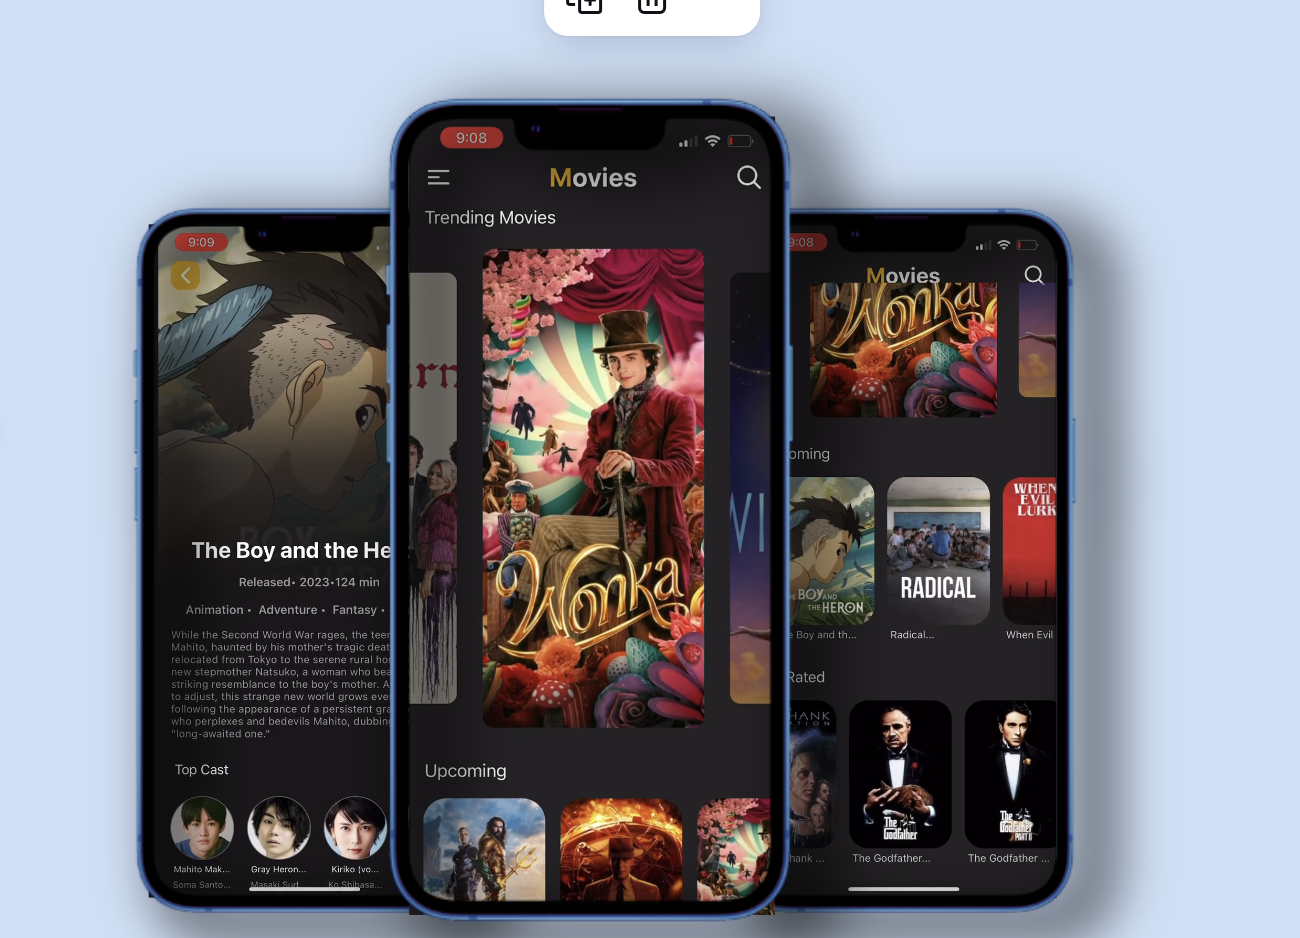 9:09
The Boy and the He
Released• 2023•124 min
Animation • Adventure • Fantasy •
While the Second World War rages, the teer
Mahito, haunted by his mother's tragic deat
relocated from Tokyo to the serene rural ho
new stepmother Natsuko, a woman who bea
striking resemblance to the boy's mother. A
to adjust, this strange new world grows eve
following the appearance of a persistent gra
who perplexes and bedevils Mahito, dubbing
"long-awaited one."
Top Cast
Mahito Mak...
Gray Heron...
Kiriko (vo...
Soma Santo...
Masaki Sud
Ko Shibasa...
9:08
Movies
Trending Movies
Wonka
Upcoming
9:08
Movies
Wonka
oming
BOY AND
THE HERON
RADICAL
WHEN
EVIL
LURK
e Boy and th...
Radical...
When Evil
Rated
HANK
TION
The
Godfather
The
Godfather
PART II
hank ...
The Godfather...
The Godfather ...